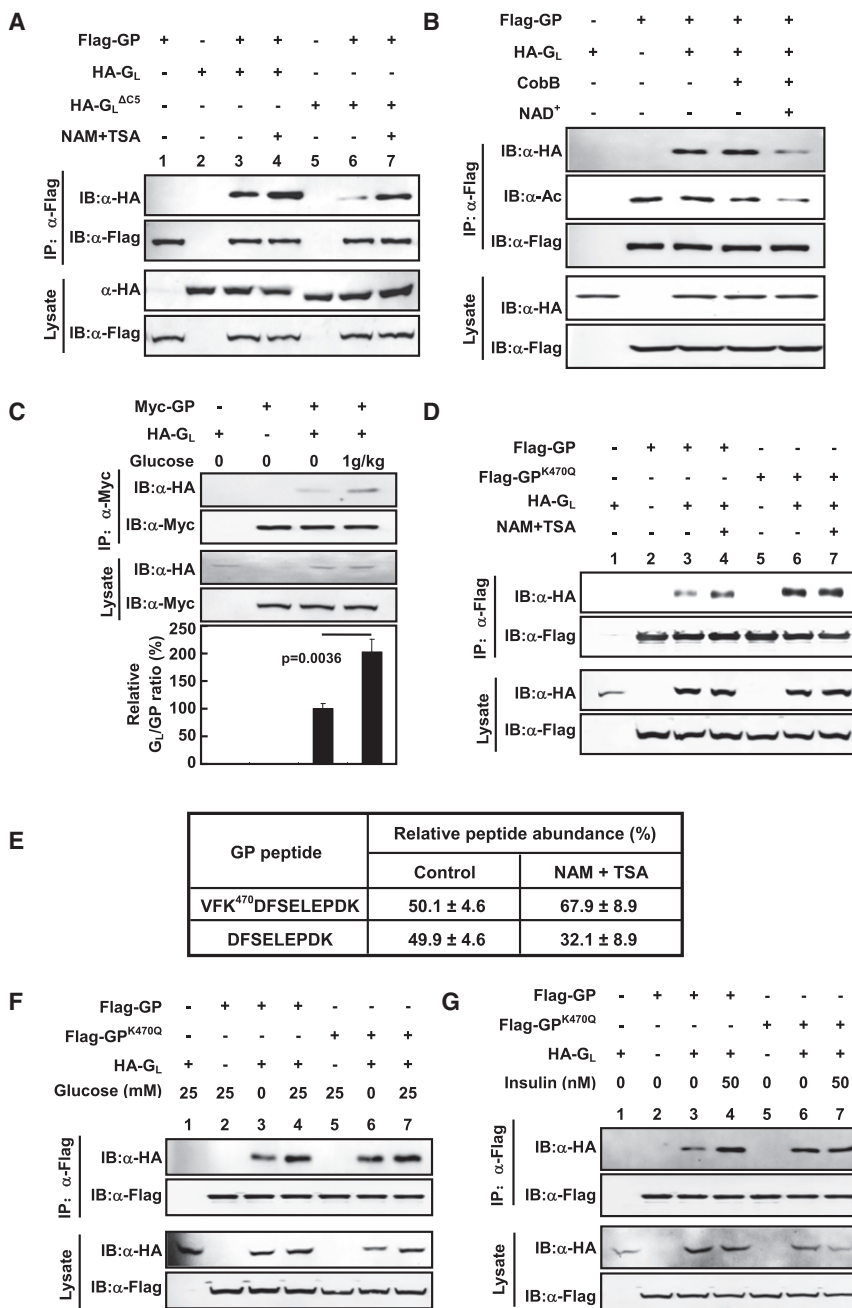 A
Flag-GP + - + + - + +
HA-GL - + + + - - -
HA-GL^ΔC5 - - - - + + +
NAM+TSA - - - + - - +
1 2 3 4 5 6 7
IP: α-Flag
IB:α-HA
IB:α-Flag
Lysate
α-HA
IB:α-Flag
B
Flag-GP - + + + +
HA-GL + - + + +
CobB - - - + +
NAD+ - - - - +
IP: α-Flag
IB:α-HA
IB:α-Ac
IB:α-Flag
Lysate
IB:α-HA
IB:α-Flag
C
Myc-GP - + + +
HA-GL + - + +
Glucose 0 0 0 1g/kg
IP: α-Myc
IB:α-HA
IB:α-Myc
Lysate
IB:α-HA
IB:α-Myc
Relative
GL/GP ratio (%)
250
200
150
100
50
0
p=0.0036
D
Flag-GP - + + + - - -
Flag-GP^K470Q - - - - + + +
HA-GL + - + + - + +
NAM+TSA - - - + - - +
1 2 3 4 5 6 7
IP: α-Flag
IB:α-HA
IB:α-Flag
Lysate
IB:α-HA
IB:α-Flag
E
GP peptide
Relative peptide abundance (%)
Control NAM + TSA
VFK^470DFSELEPDK 50.1 ± 4.6 67.9 ± 8.9
DFSELEPDK 49.9 ± 4.6 32.1 ± 8.9
F
Flag-GP - + + + - - -
Flag-GP^K470Q - - - - + + +
HA-GL + - + + - + +
Glucose (mM) 25 25 0 25 25 0 25
1 2 3 4 5 6 7
IP: α-Flag
IB:α-HA
IB:α-Flag
Lysate
IB:α-HA
IB:α-Flag
G
Flag-GP - + + + - - -
Flag-GP^K470Q - - - - + + +
HA-GL + - + + - + +
Insulin (nM) 0 0 0 50 0 0 50
1 2 3 4 5 6 7
IP: α-Flag
IB:α-HA
IB:α-Flag
Lysate
IB:α-HA
IB:α-Flag